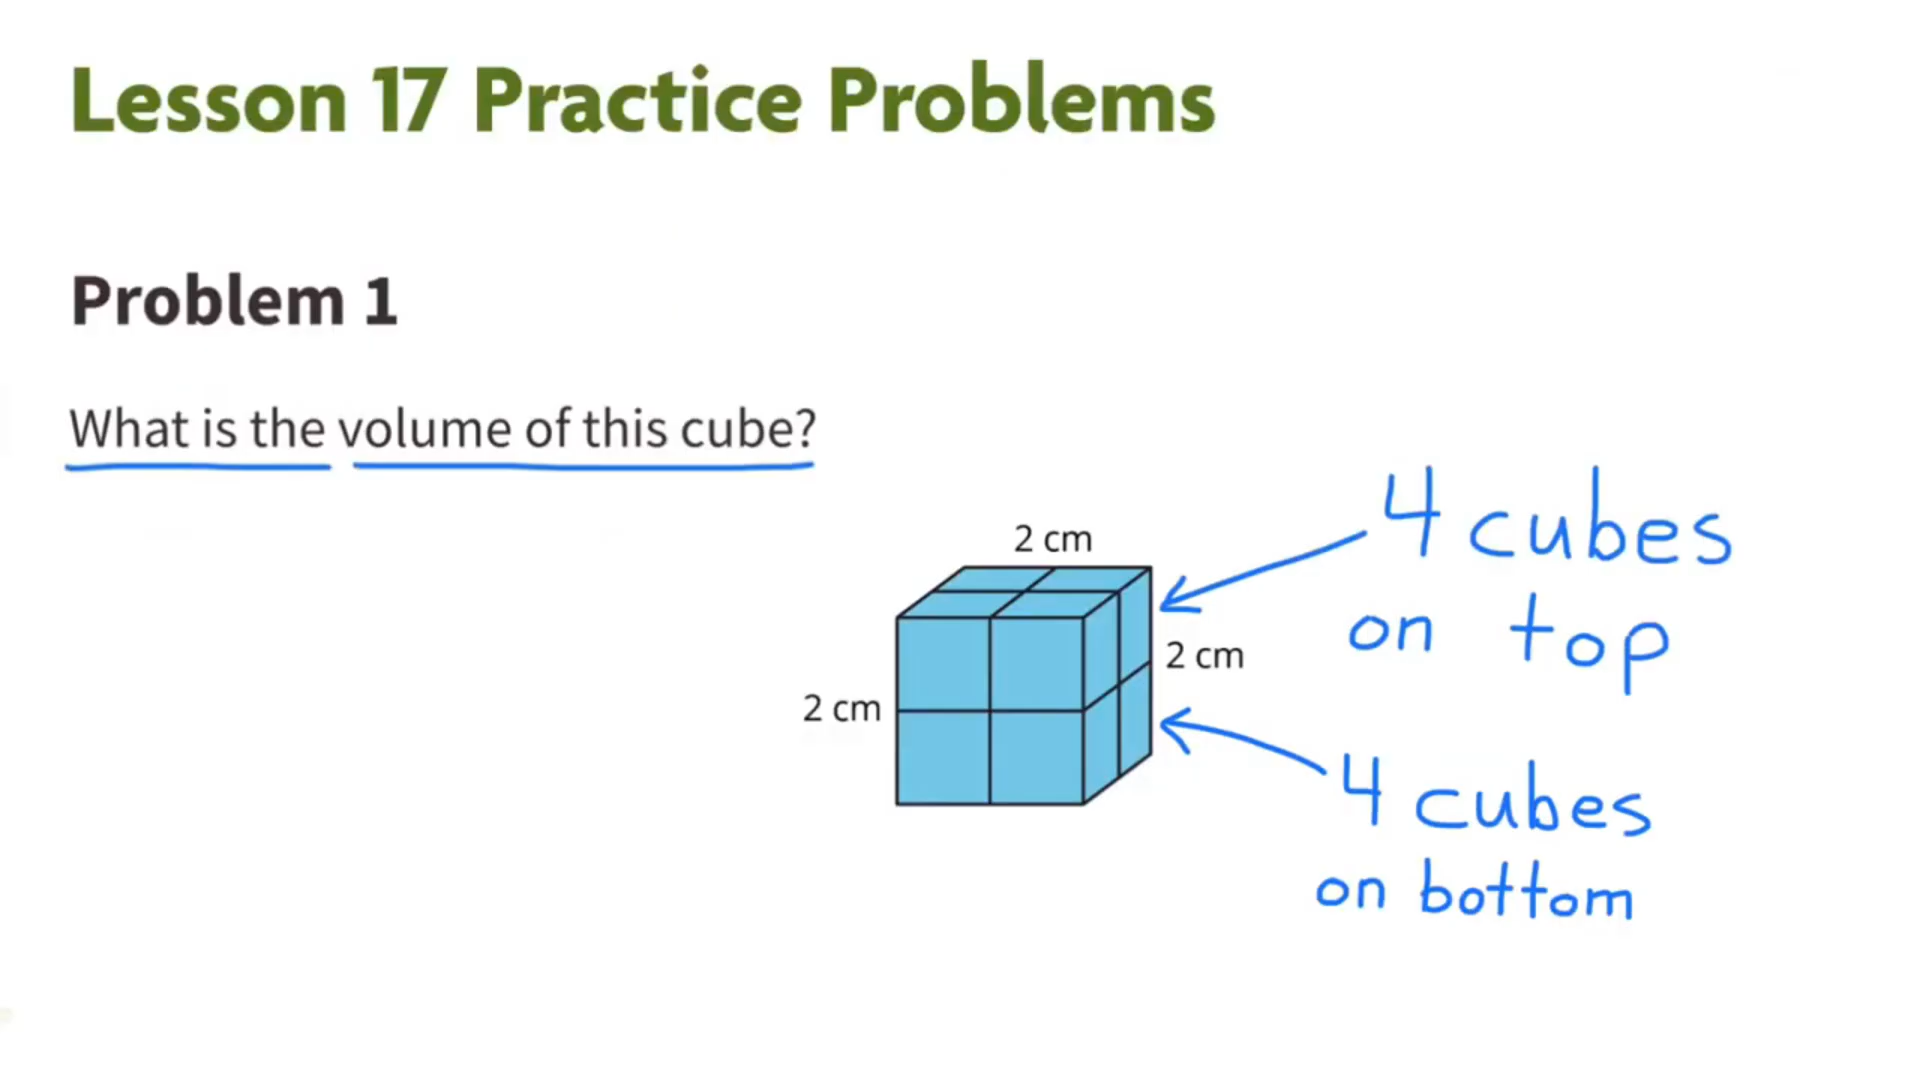 Lesson 17 Practice Problems
Problem 1
What is the volume of this cube?
2 cm
2 cm
2 cm
4 cubes
on top
4 cubes
on bottom